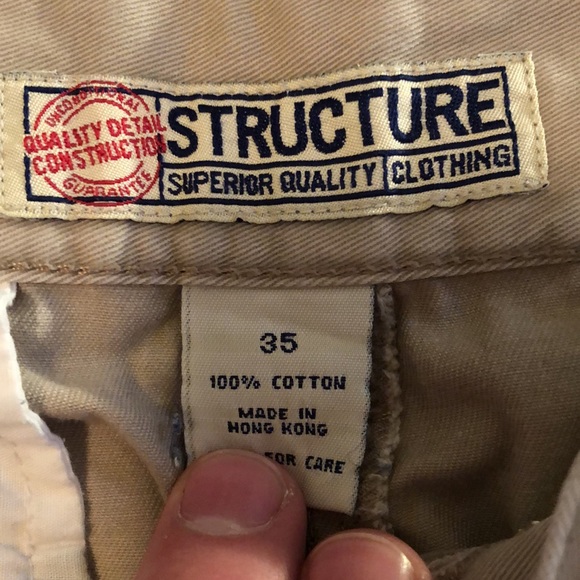 UNCONDITIONAL
QUALITY DETAIL
CONSTRUCTION
GUARANTEE
STRUCTURE
SUPERIOR QUALITY CLOTHING
35
100% COTTON
MADE IN
HONG KONG
FOR CARE